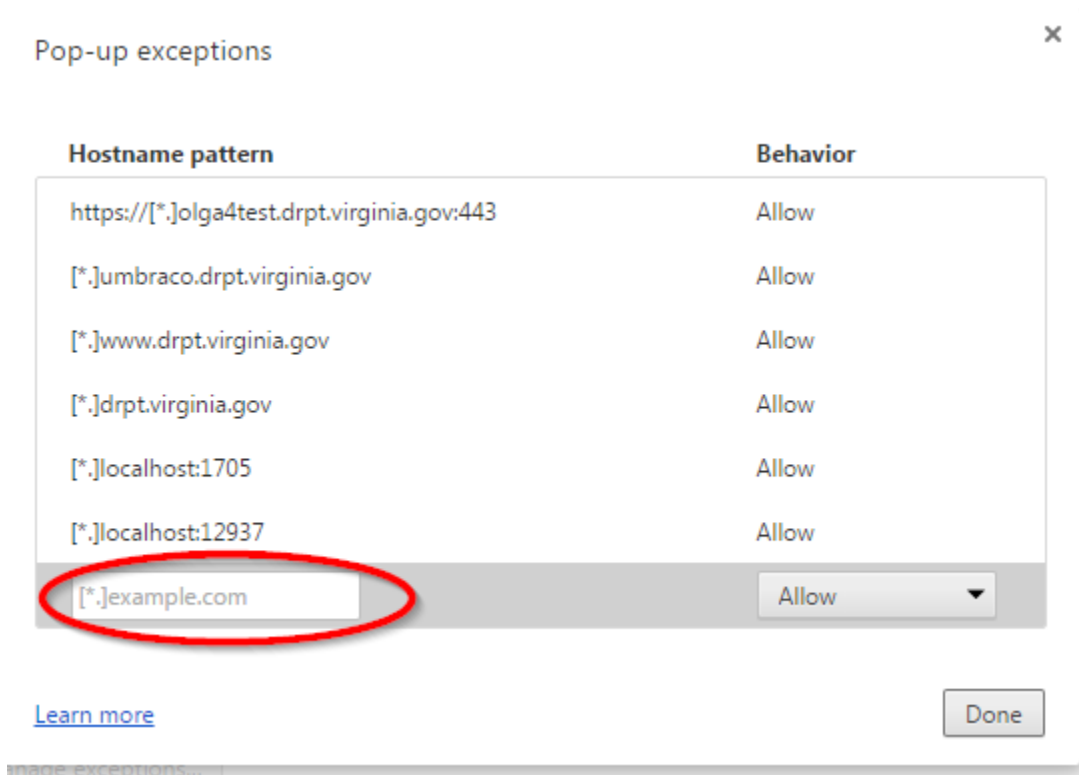 Pop-up exceptions
×
Hostname pattern Behavior
https://[*.]olga4test.drpt.virginia.gov:443 Allow
[*.]umbraco.drpt.virginia.gov Allow
[*.]www.drpt.virginia.gov Allow
[*.]drpt.virginia.gov Allow
[*.]localhost:1705 Allow
[*.]localhost:12937 Allow
[*.]example.com Allow
Learn more Done
exceptions...